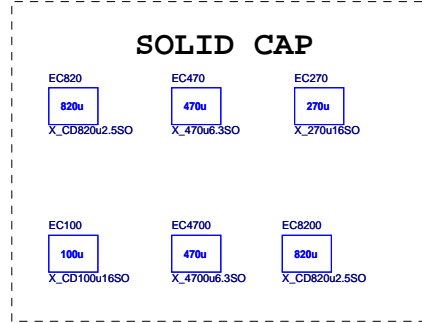 SOLID CAP
EC820 EC470 EC270
820u 470u 270u
X_CD820u2.5SO X_470u6.3SO X_270u16SO
EC100 EC4700 EC8200
100u 470u 820u
X_CD100u16SO X_4700u6.3SO X_CD820u2.5SO